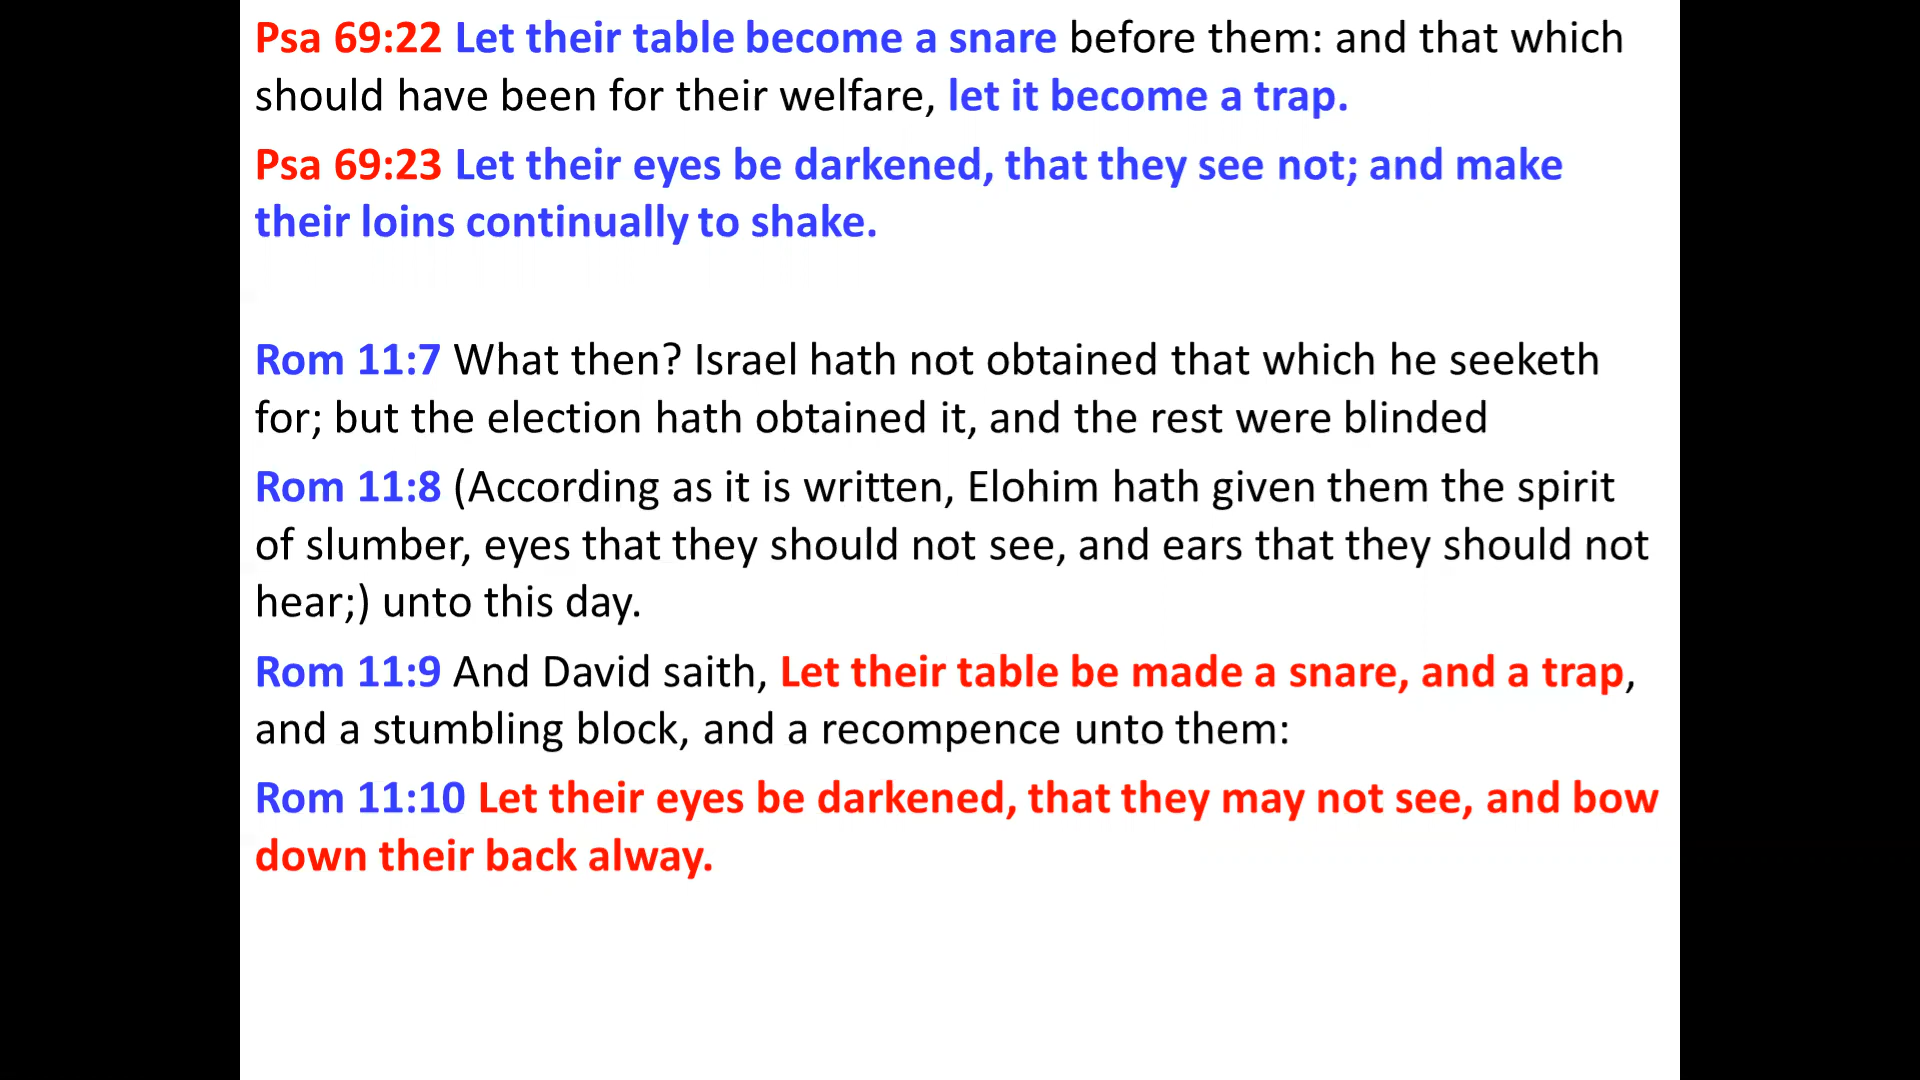 Psa 69:22 Let their table become a snare before them: and that which
should have been for their welfare, let it become a trap.
Psa 69:23 Let their eyes be darkened, that they see not; and make
their loins continually to shake.
Rom 11:7 What then? Israel hath not obtained that which he seeketh
for; but the election hath obtained it, and the rest were blinded
Rom 11:8 (According as it is written, Elohim hath given them the spirit
of slumber, eyes that they should not see, and ears that they should not
hear;) unto this day.
Rom 11:9 And David saith, Let their table be made a snare, and a trap,
and a stumbling block, and a recompence unto them:
Rom 11:10 Let their eyes be darkened, that they may not see, and bow
down their back alway.